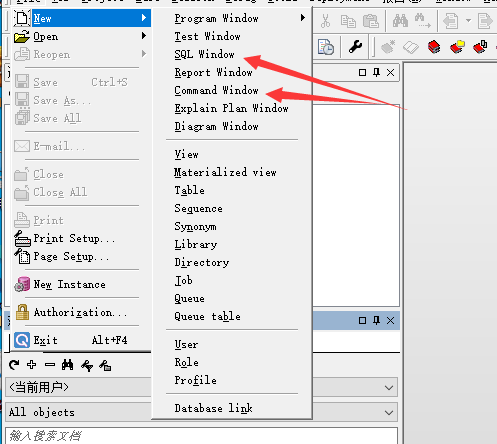 New
Open
Reopen
Save Ctrl+S
Save As...
Save All
E-mail...
Close
Close All
Print
Print Setup...
Page Setup...
New Instance
Authorization...
Exit Alt+F4
Program Window
Test Window
SQL Window
Report Window
Command Window
Explain Plan Window
Diagram Window
View
Materialized view
Table
Sequence
Synonym
Library
Directory
Job
Queue
Queue table
User
Role
Profile
Database link
<当前用户>
All objects
输入搜索文档